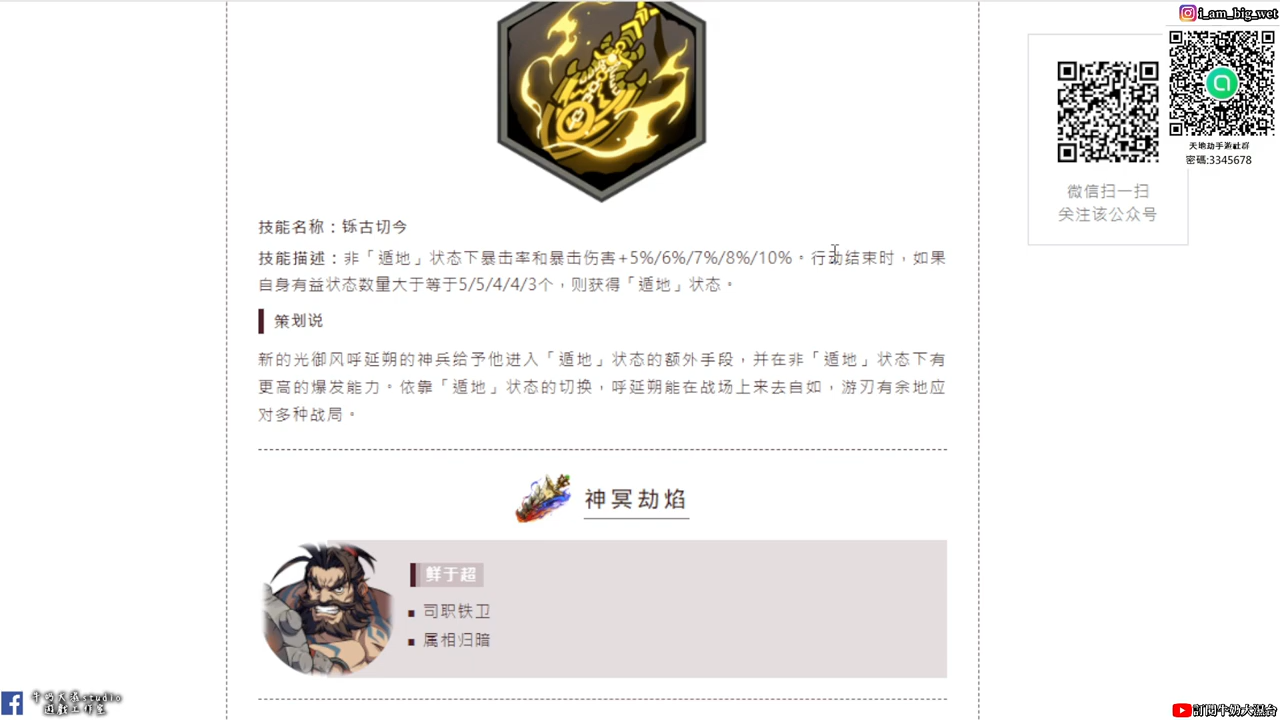 i_am_big_wet
天地劫手游社群
密碼:3345678
微信扫一扫
关注该公众号
技能名称：铄古切今
技能描述：非「遁地」状态下暴击率和暴击伤害+5%/6%/7%/8%/10%。行动结束时，如果
自身有益状态数量大于等于5/5/4/4/3个，则获得「遁地」状态。
策划说
新的光御风呼延朔的神兵给予他进入「遁地」状态的额外手段，并在非「遁地」状态下有
更高的爆发能力。依靠「遁地」状态的切换，呼延朔能在战场上来去自如，游刃有余地应
对多种战局。
神冥劫焰
鲜于超
▪ 司职铁卫
▪ 属相归暗
牛奶大混studio
遊戲工作室
訂閱牛奶大混台